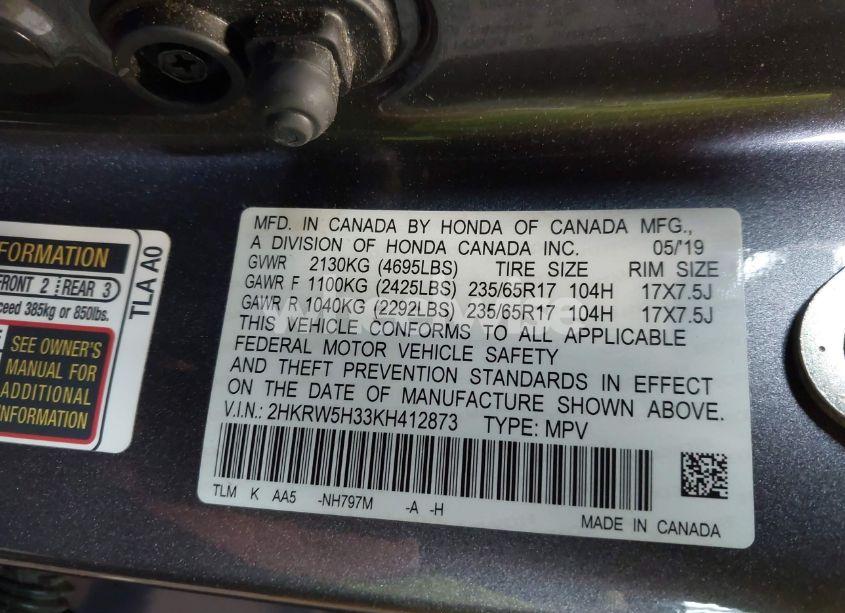 FORMATION
FRONT 2 REAR 3
ceed 385kg or 850lbs.
SEE OWNER'S
MANUAL FOR
ADDITIONAL
INFORMATION
TLA A0
MFD. IN CANADA BY HONDA OF CANADA MFG.,
A DIVISION OF HONDA CANADA INC. 05/'19
GVWR 2130KG (4695LBS) TIRE SIZE RIM SIZE
GAWR F 1100KG (2425LBS) 235/65R17 104H 17X7.5J
GAWR R 1040KG (2292LBS) 235/65R17 104H 17X7.5J
THIS VEHICLE CONFORMS TO ALL APPLICABLE
FEDERAL MOTOR VEHICLE SAFETY
AND THEFT PREVENTION STANDARDS IN EFFECT
ON THE DATE OF MANUFACTURE SHOWN ABOVE.
V.I.N.: 2HKRW5H33KH412873 TYPE: MPV
TLM K AA5 -NH797M -A -H
MADE IN CANADA